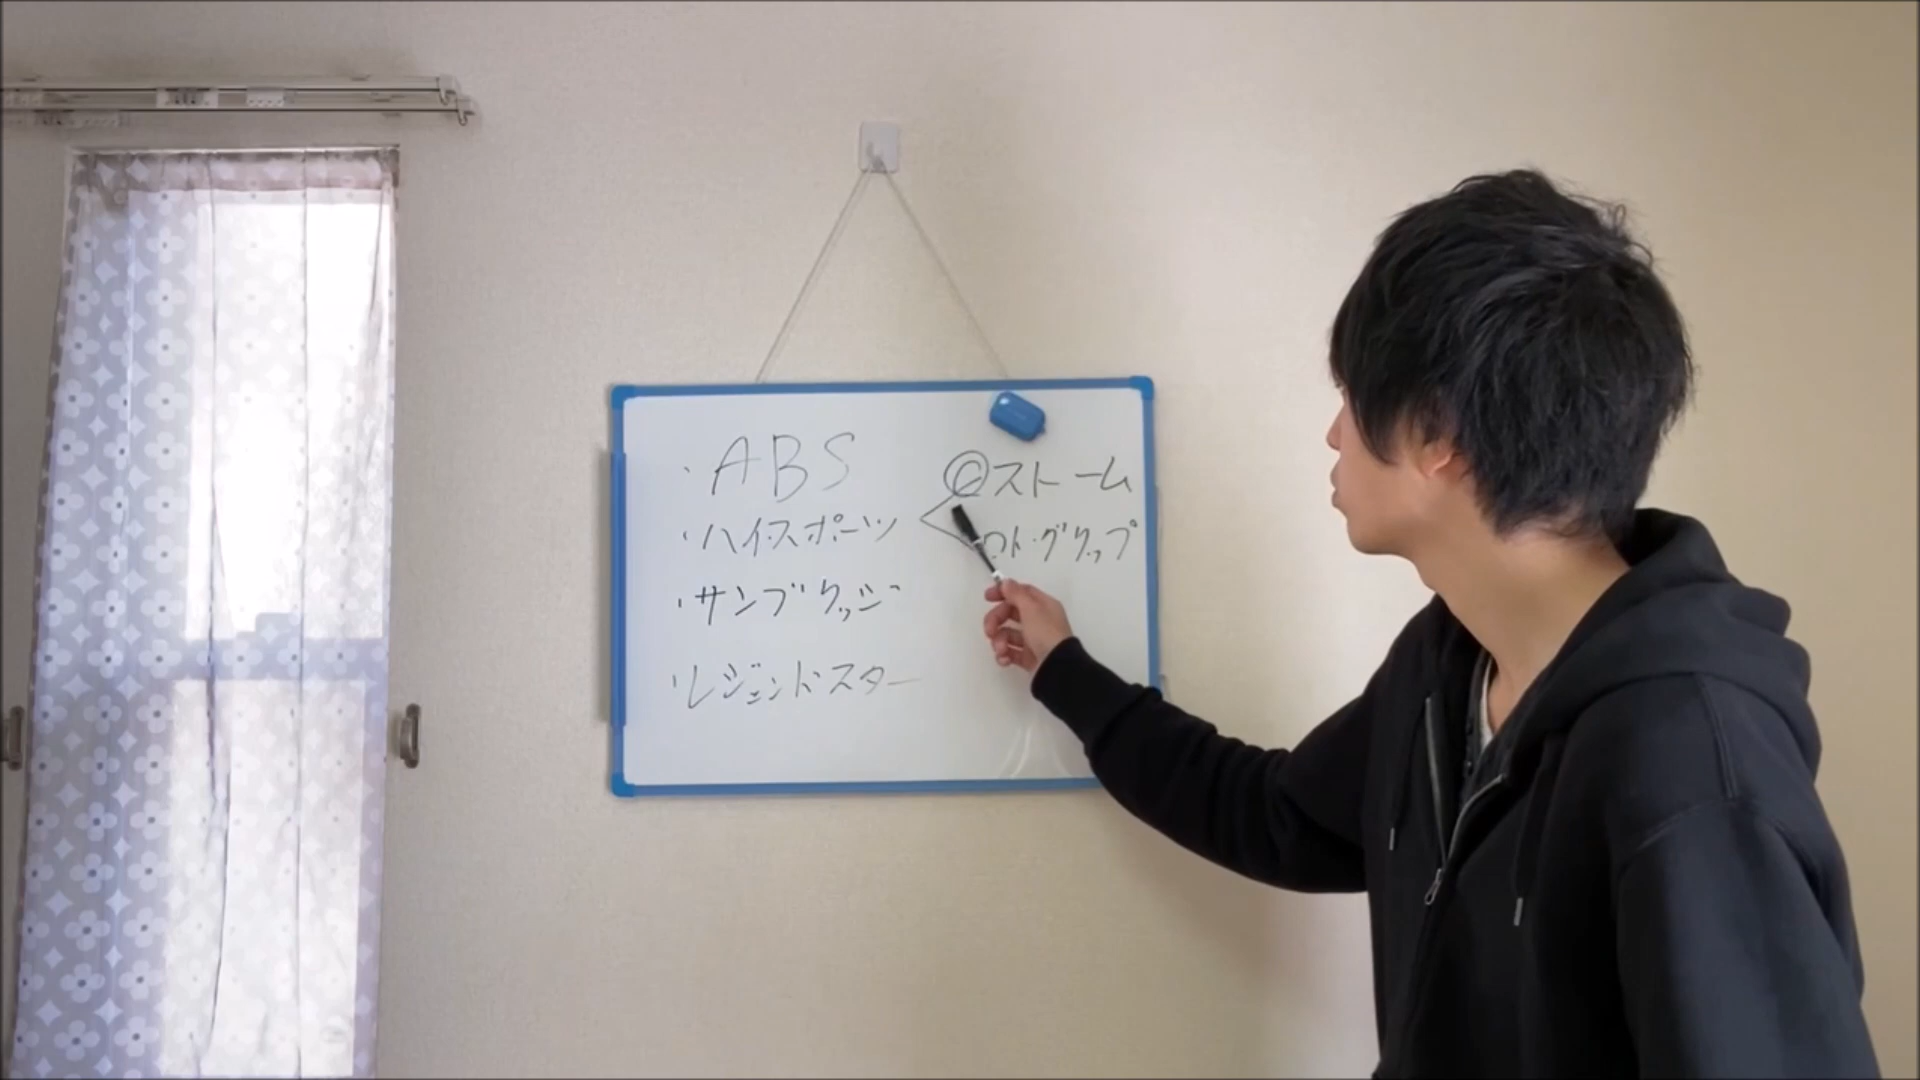 ・ABS
・ハイ・スポーツ
・サンブリッジ
・レジェンドスター
◎ストーム
ロト・グリップ